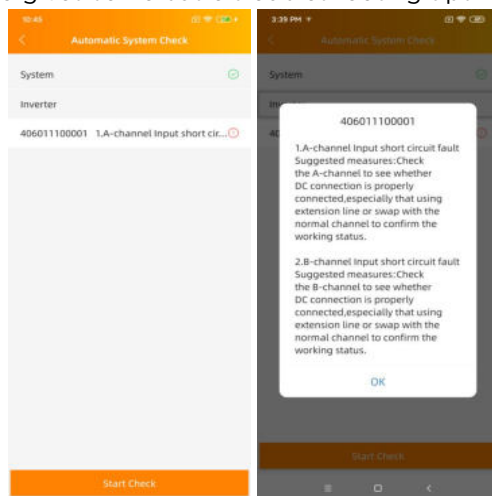 10:45
Automatic System Check
System
Inverter
406011100001 1.A-channel Input short cir...
Start Check
3:39 PM
Automatic System Check
System
40
406011100001
1.A-channel Input short circuit fault
Suggested measures:Check
the A-channel to see whether
DC connection is properly
connected,especially that using
extension line or swap with the
normal channel to confirm the
working status.
2.B-channel Input short circuit fault
Suggested measures:Check
the B-channel to see whether
DC connection is properly
connected,especially that using
extension line or swap with the
normal channel to confirm the
working status.
OK
Start Check